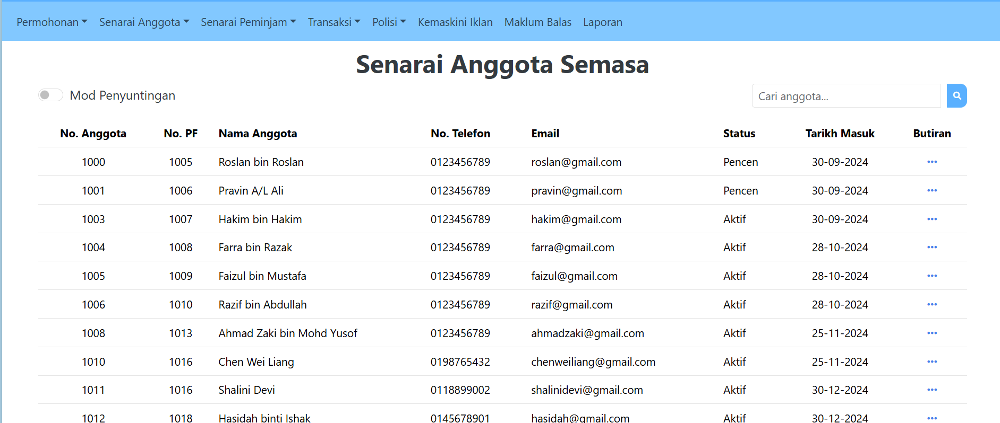 Permohonan Senarai Anggota Senarai Peminjam Transaksi Polisi Kemaskini Iklan Maklum Balas Laporan
Senarai Anggota Semasa
Mod Penyuntingan Cari anggota...
No. Anggota No. PF Nama Anggota No. Telefon Email Status Tarikh Masuk Butiran
1000 1005 Roslan bin Roslan 0123456789 roslan@gmail.com Pencen 30-09-2024 •••
1001 1006 Pravin A/L Ali 0123456789 pravin@gmail.com Pencen 30-09-2024 •••
1003 1007 Hakim bin Hakim 0123456789 hakim@gmail.com Aktif 30-09-2024 •••
1004 1008 Farra bin Razak 0123456789 farra@gmail.com Aktif 28-10-2024 •••
1005 1009 Faizul bin Mustafa 0123456789 faizul@gmail.com Aktif 28-10-2024 •••
1006 1010 Razif bin Abdullah 0123456789 razif@gmail.com Aktif 28-10-2024 •••
1008 1013 Ahmad Zaki bin Mohd Yusof 0123456789 ahmadzaki@gmail.com Aktif 25-11-2024 •••
1010 1016 Chen Wei Liang 0198765432 chenweiliang@gmail.com Aktif 25-11-2024 •••
1011 1016 Shalini Devi 0118899002 shalinidevi@gmail.com Aktif 30-12-2024 •••
1012 1018 Hasidah binti Ishak 0145678901 hasidah@gmail.com Aktif 30-12-2024 •••